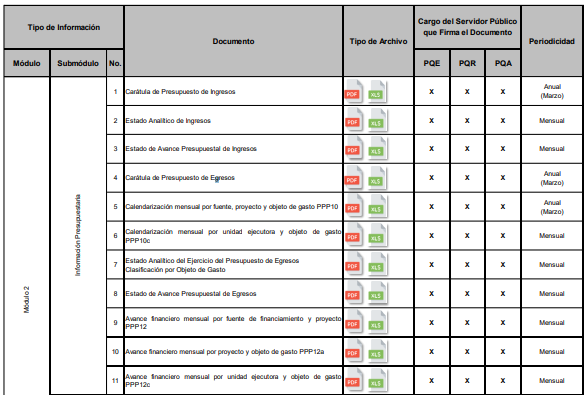 Tipo de Información
Documento
Tipo de Archivo
Cargo del Servidor Público
que Firma el Documento
Periodicidad
Módulo Submódulo No. PQE PQR PQA
Módulo 2
Información Presupuestaria
1 Carátula de Presupuesto de Ingresos PDF XLS X X X Anual
(Marzo)
2 Estado Analítico de Ingresos PDF XLS X X X Mensual
3 Estado de Avance Presupuestal de Ingresos PDF XLS X X X Mensual
4 Carátula de Presupuesto de Egresos PDF XLS X X X Anual
(Marzo)
5 Calendarización mensual por fuente, proyecto y objeto de gasto PPP10 PDF XLS X X X Anual
(Marzo)
6 Calendarización mensual por unidad ejecutora y objeto de gasto
PPP10c PDF XLS X X X Mensual
7 Estado Analítico del Ejercicio del Presupuesto de Egresos
Clasificación por Objeto de Gasto PDF XLS X X X Mensual
8 Estado de Avance Presupuestal de Egresos PDF XLS X X X Mensual
9 Avance financiero mensual por fuente de financiamiento y proyecto
PPP12 PDF XLS X X X Mensual
10 Avance financiero mensual por proyecto y objeto de gasto PPP12a PDF XLS X X X Mensual
11 Avance financiero mensual por unidad ejecutora y objeto de gasto
PPP12c PDF XLS X X X Mensual